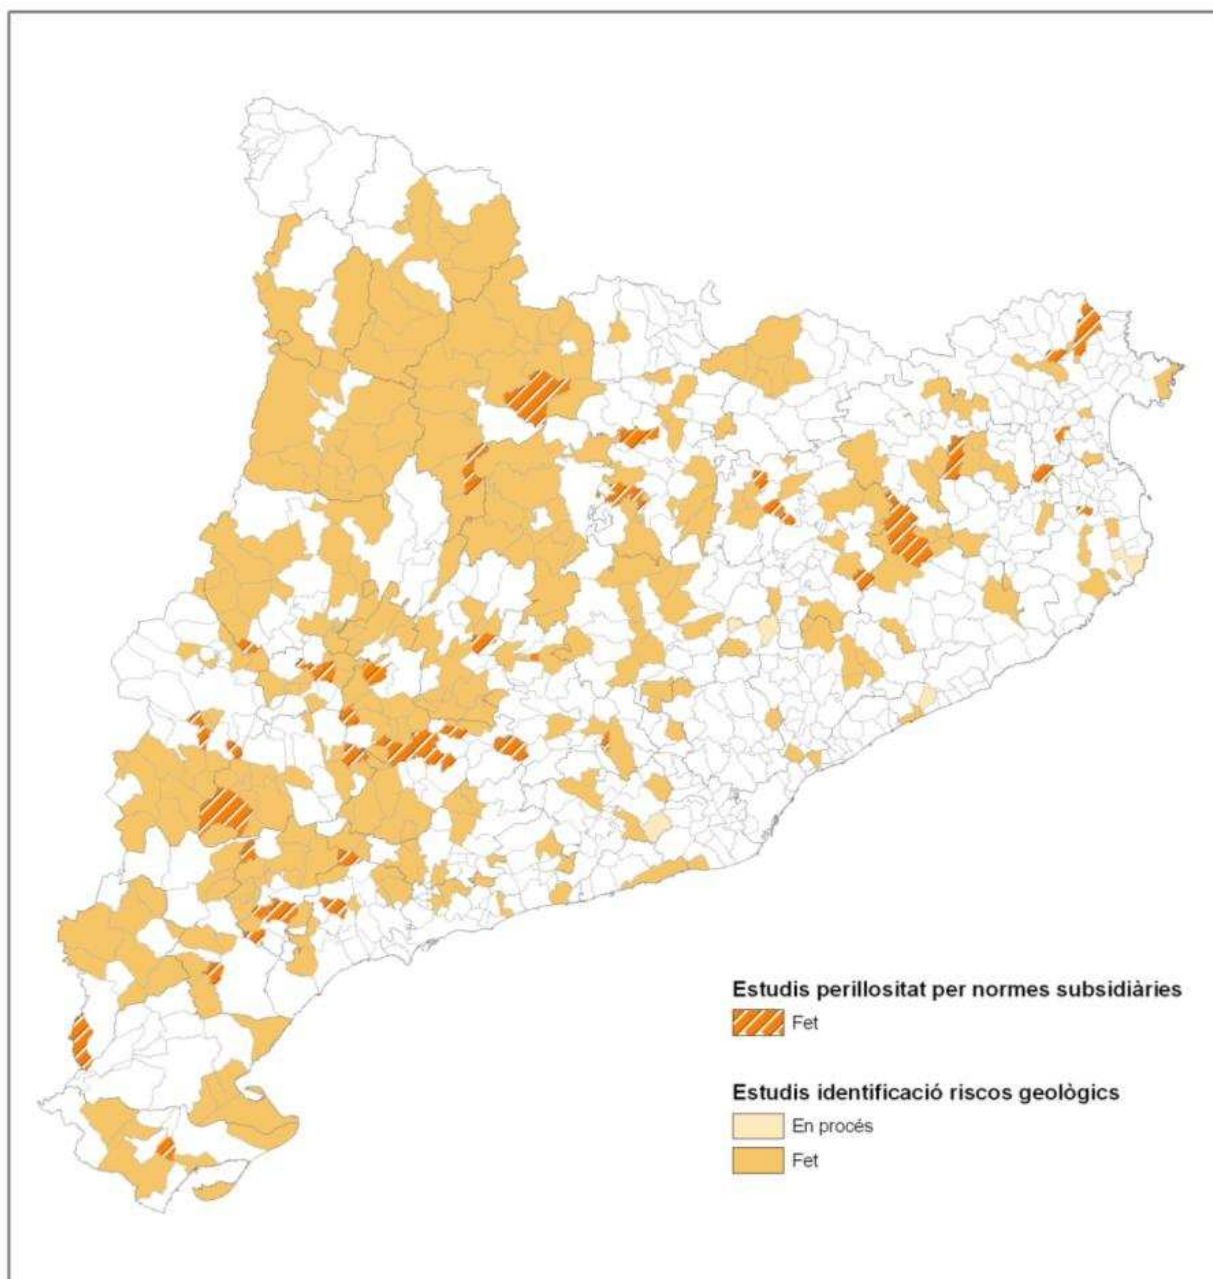 Estudis perillositat per normes subsidiàries
Fet
Estudis identificació riscos geològics
En procés
Fet